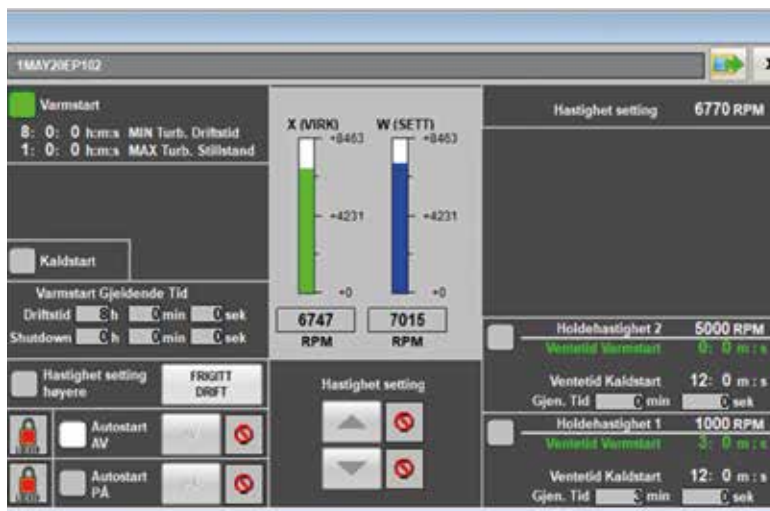 1MAY20EP102
X
Varmstart
8: 0: 0 h:m:s MIN Turb. Driftstid
1: 0: 0 h:m:s MAX Turb. Stillstand
Kaldstart
Varmstart Gjeldende Tid
Driftstid 8 h 0 min 0 sek
Shutdown 0 h 0 min 0 sek
Hastighet setting høyere
FRIGITT
DRIFT
Autostart
AV
Autostart
PÅ
X (VIRK) W (SETT)
+8463 +8463
+4231 +4231
+0 +0
6747 7015
RPM RPM
Hastighet setting
Hastighet setting 6770 RPM
Holdehastighet 2 5000 RPM
Ventetid Varmstart 0: 0 m : s
Ventetid Kaldstart 12: 0 m : s
Gjen. Tid 0 min 0 sek
Holdehastighet 1 1000 RPM
Ventetid Varmstart 3: 0 m : s
Ventetid Kaldstart 12: 0 m : s
Gjen. Tid 3 min 0 sek